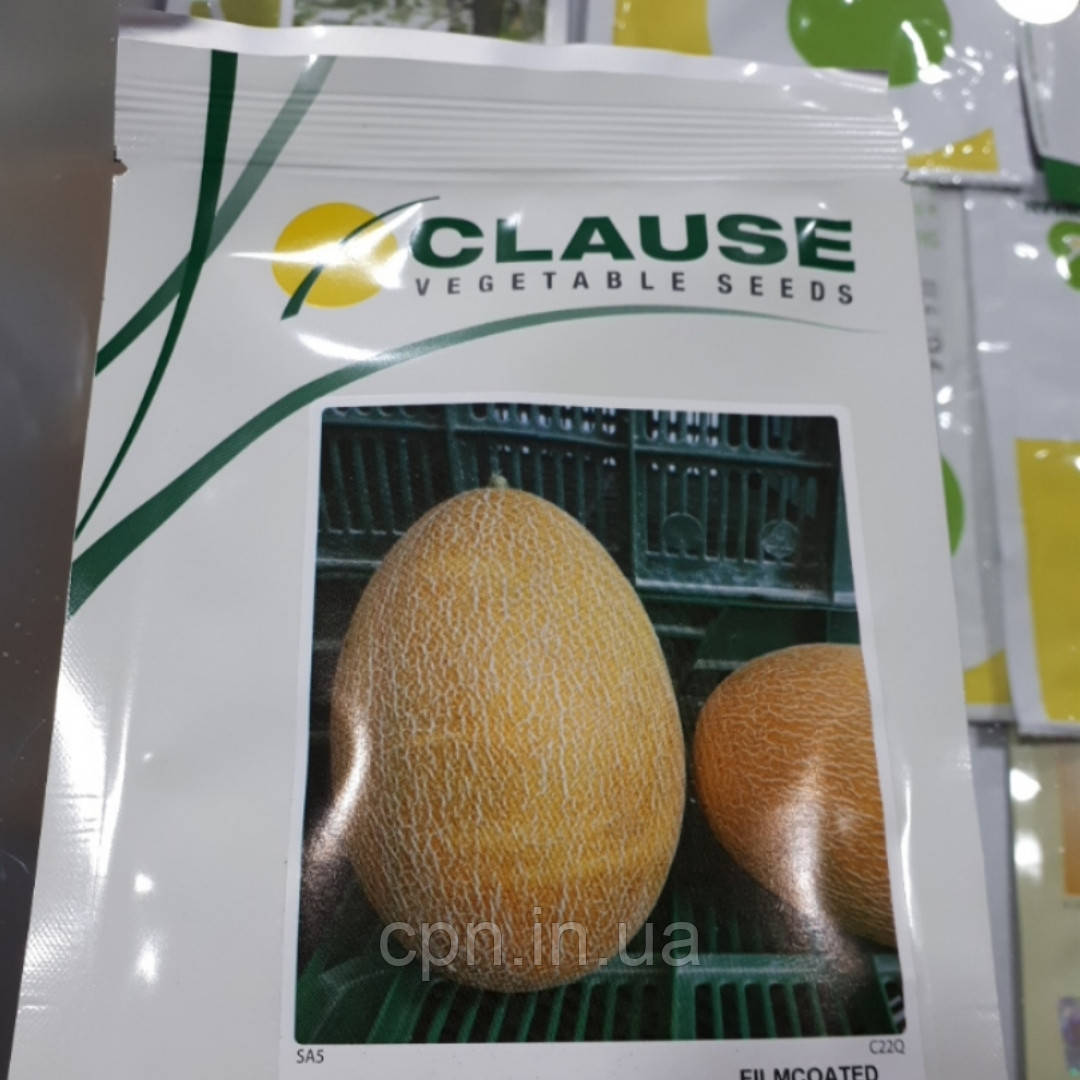 CLAUSE
VEGETABLE SEEDS
cpn.in.ua
SA5 C22Q
FILMCOATED